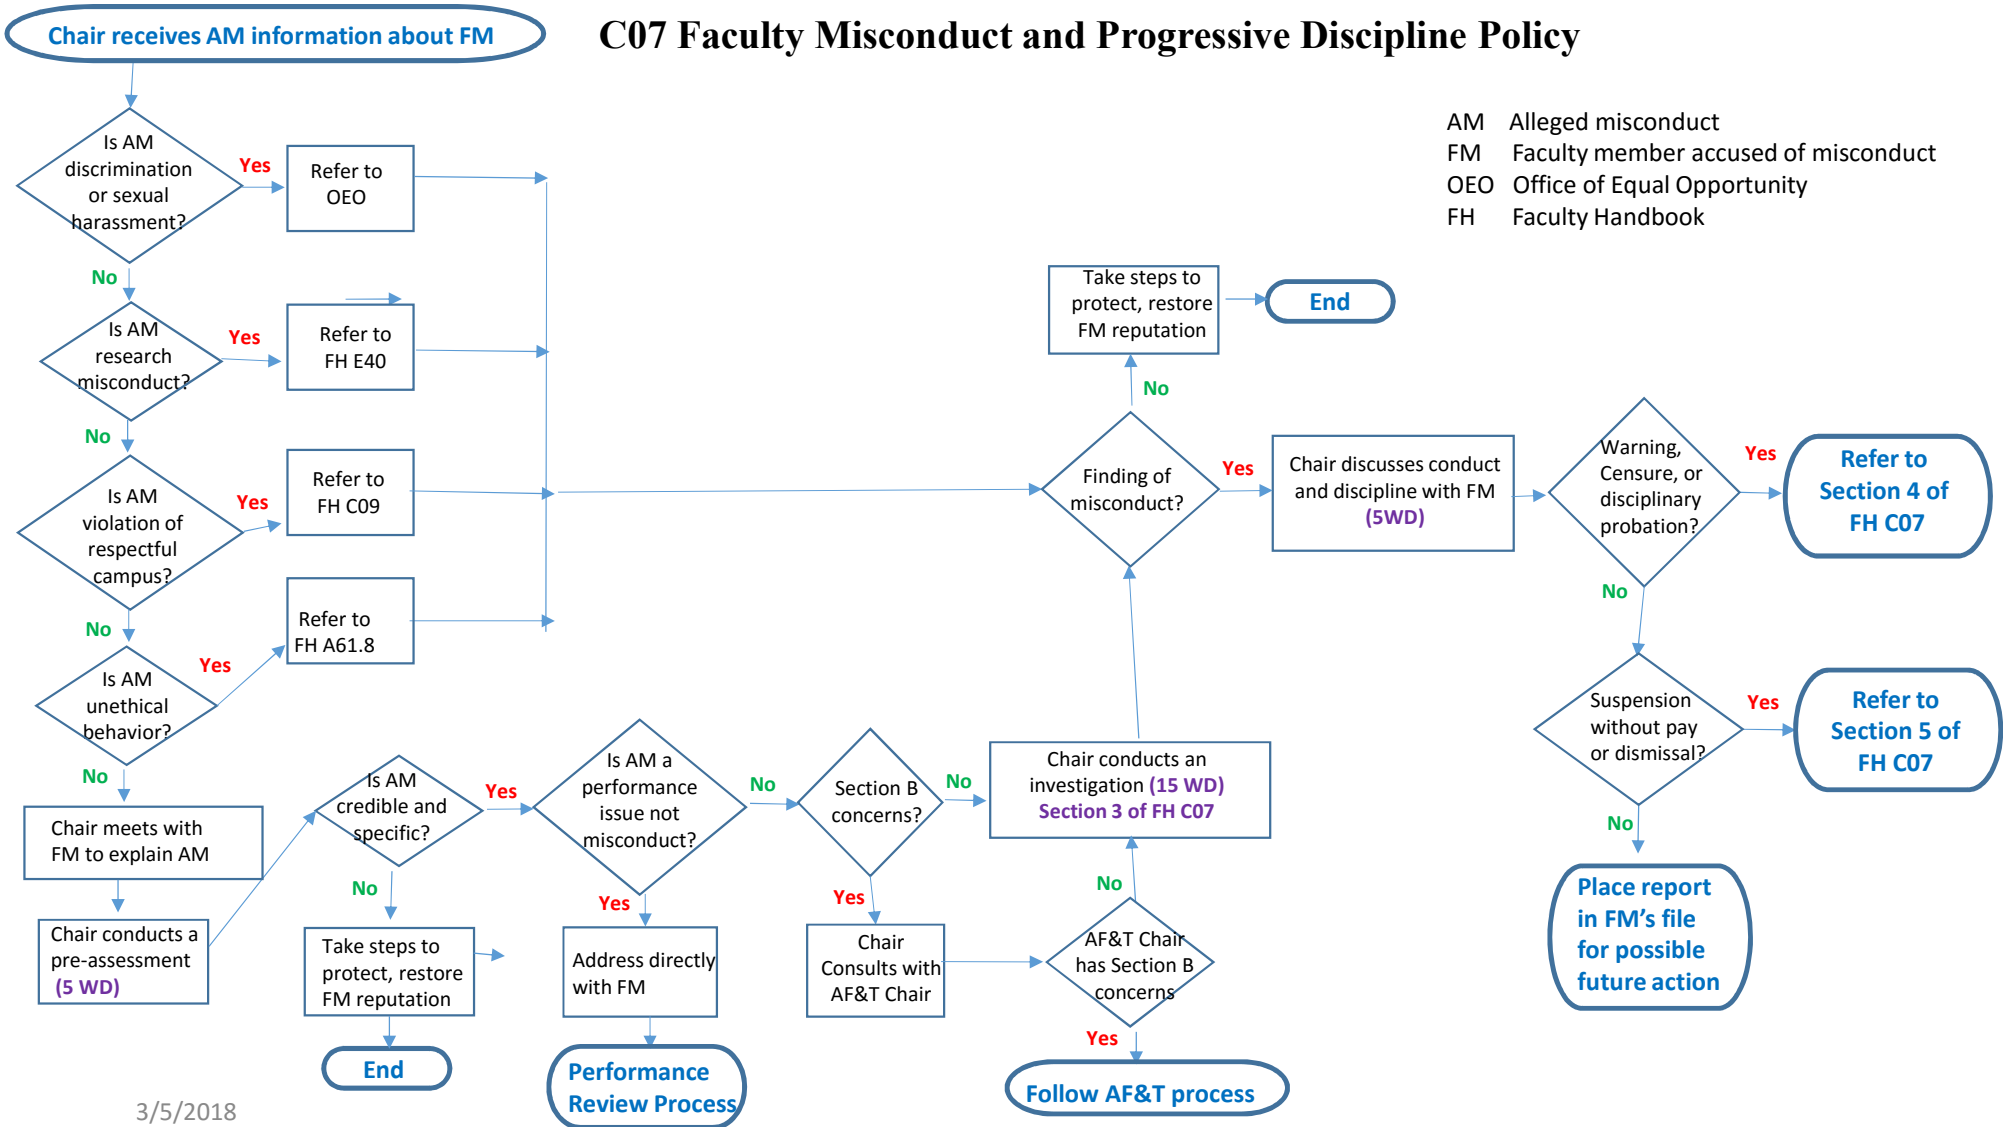 Chair receives AM information about FM
C07 Faculty Misconduct and Progressive Discipline Policy
AM Alleged misconduct
FM Faculty member accused of misconduct
OEO Office of Equal Opportunity
FH Faculty Handbook
Is AM
discrimination
or sexual
harassment?
Yes
Refer to
OEO
No
Is AM
research
misconduct?
Yes
Refer to
FH E40
No
Is AM
violation of
respectful
campus?
Yes
Refer to
FH C09
No
Is AM
unethical
behavior?
Yes
Refer to
FH A61.8
No
Chair meets with
FM to explain AM
Chair conducts a
pre-assessment
(5 WD)
Is AM
credible and
specific?
No
Take steps to
protect, restore
FM reputation
End
Yes
Is AM a
performance
issue not
misconduct?
Yes
Address directly
with FM
Performance
Review Process
No
Section B
concerns?
Yes
Chair
Consults with
AF&T Chair
No
Chair conducts an
investigation (15 WD)
Section 3 of FH C07
No
AF&T Chair
has Section B
concerns
Yes
Follow AF&T process
Finding of
misconduct?
No
Take steps to
protect, restore
FM reputation
End
Yes
Chair discusses conduct
and discipline with FM
(5WD)
Warning,
Censure, or
disciplinary
probation?
Yes
Refer to
Section 4 of
FH C07
No
Suspension
without pay
or dismissal?
Yes
Refer to
Section 5 of
FH C07
No
Place report
in FM’s file
for possible
future action
3/5/2018